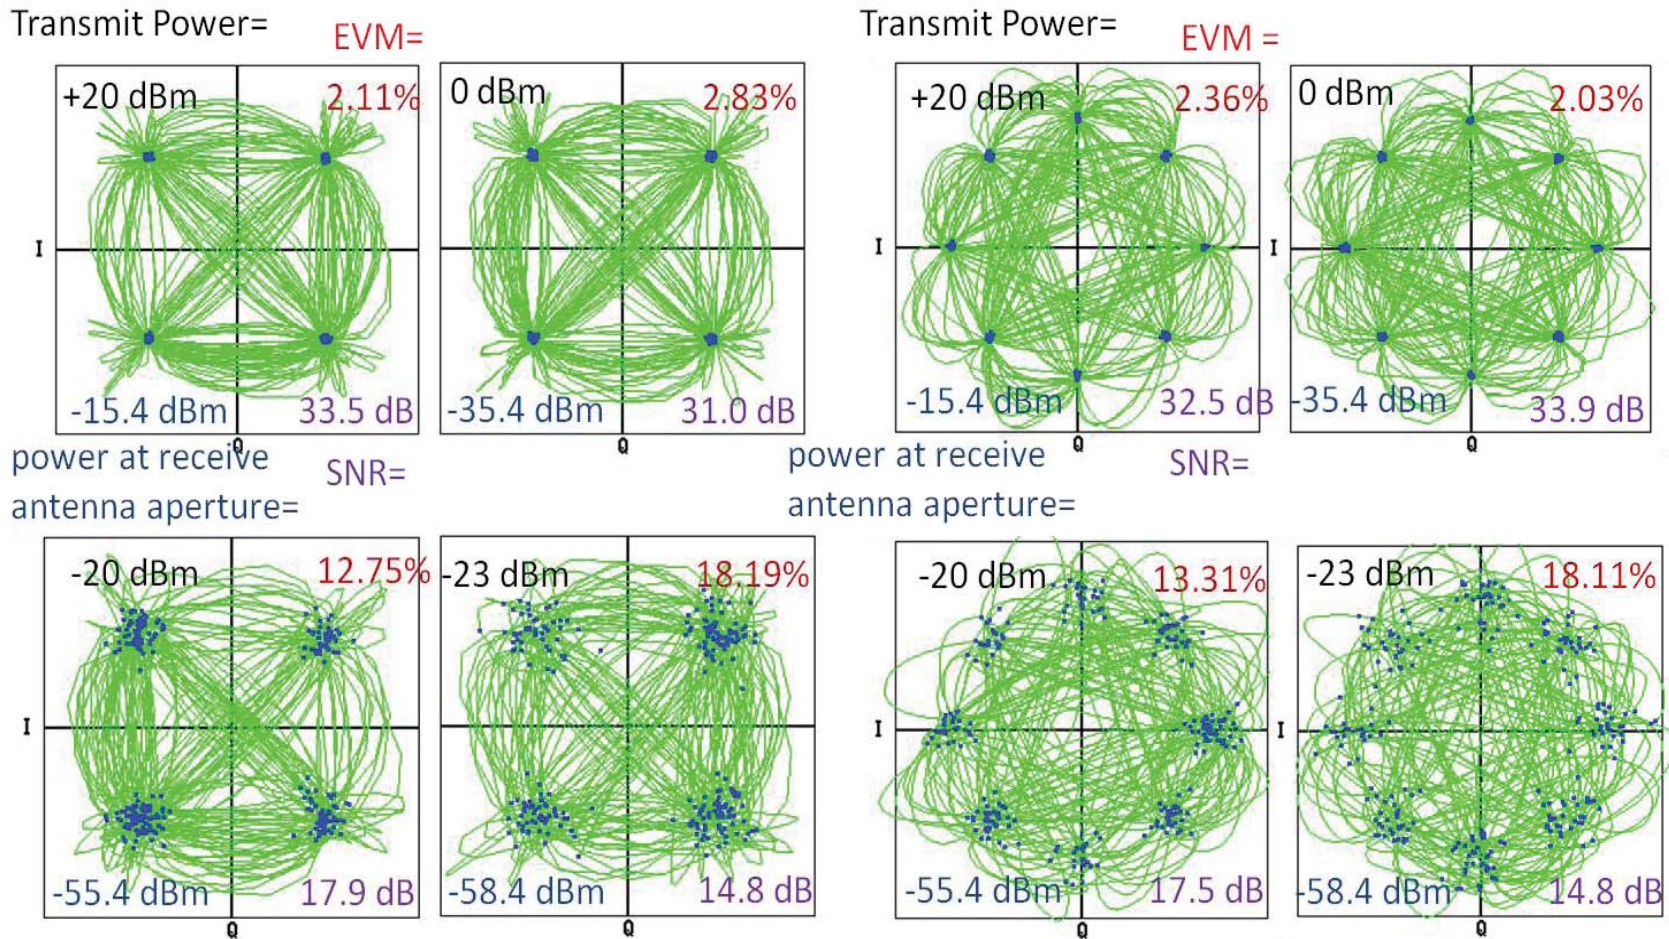 Transmit Power=
EVM=
+20 dBm
2.11%
0 dBm
2.83%
I
-15.4 dBm
33.5 dB
-35.4 dBm
31.0 dB
Q
Q
power at receive
antenna aperture=
SNR=
-20 dBm
12.75%
-23 dBm
18.19%
I
-55.4 dBm
17.9 dB
-58.4 dBm
14.8 dB
Q
Q
Transmit Power=
EVM =
+20 dBm
2.36%
0 dBm
2.03%
I
I
-15.4 dBm
32.5 dB
-35.4 dBm
33.9 dB
Q
Q
power at receive
antenna aperture=
SNR=
-20 dBm
13.31%
-23 dBm
18.11%
I
I
-55.4 dBm
17.5 dB
-58.4 dBm
14.8 dB
Q
Q